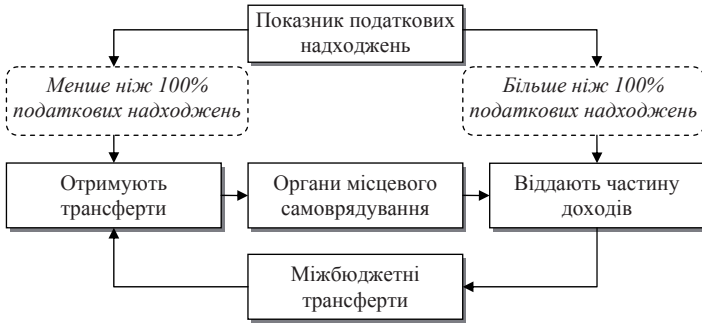 Показник податкових
надходжень
Менше ніж 100%
податкових надходжень
Більше ніж 100%
податкових надходжень
Отримують
трансферти
Органи місцевого
самоврядування
Віддають частину
доходів
Міжбюджетні
трансферти